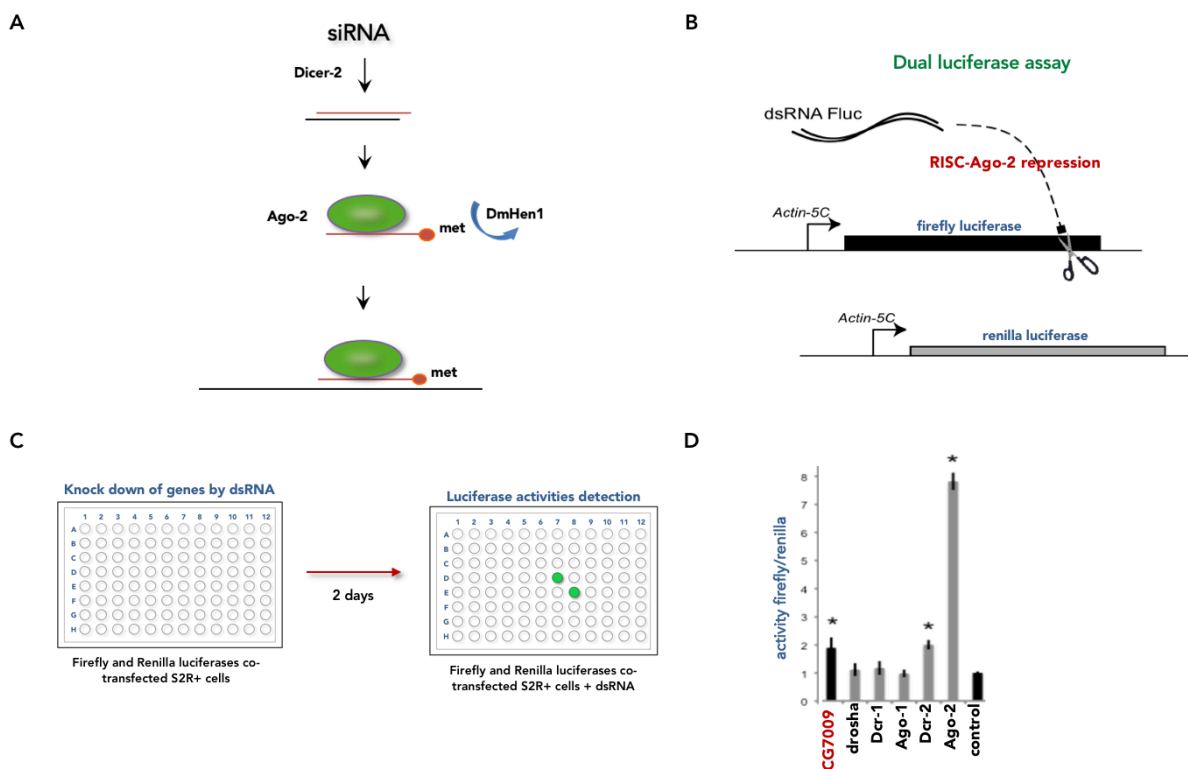 A
siRNA
Dicer-2
Ago-2
met
DmHen1
met
B
Dual luciferase assay
dsRNA Fluc
RISC-Ago-2 repression
Actin-5C
firefly luciferase
Actin-5C
renilla luciferase
C
Knock down of genes by dsRNA
1 2 3 4 5 6 7 8 9 10 11 12
A
B
C
D
E
F
G
H
Firefly and Renilla luciferases co-
transfected S2R+ cells
2 days
Luciferase activities detection
1 2 3 4 5 6 7 8 9 10 11 12
A
B
C
D
E
F
G
H
Firefly and Renilla luciferases co-
transfected S2R+ cells + dsRNA
D
activity firefly/renilla
8
7
6
5
4
3
2
1
0
*
*
*
CG7009
drosha
Dcr-1
Ago-1
Dcr-2
Ago-2
control